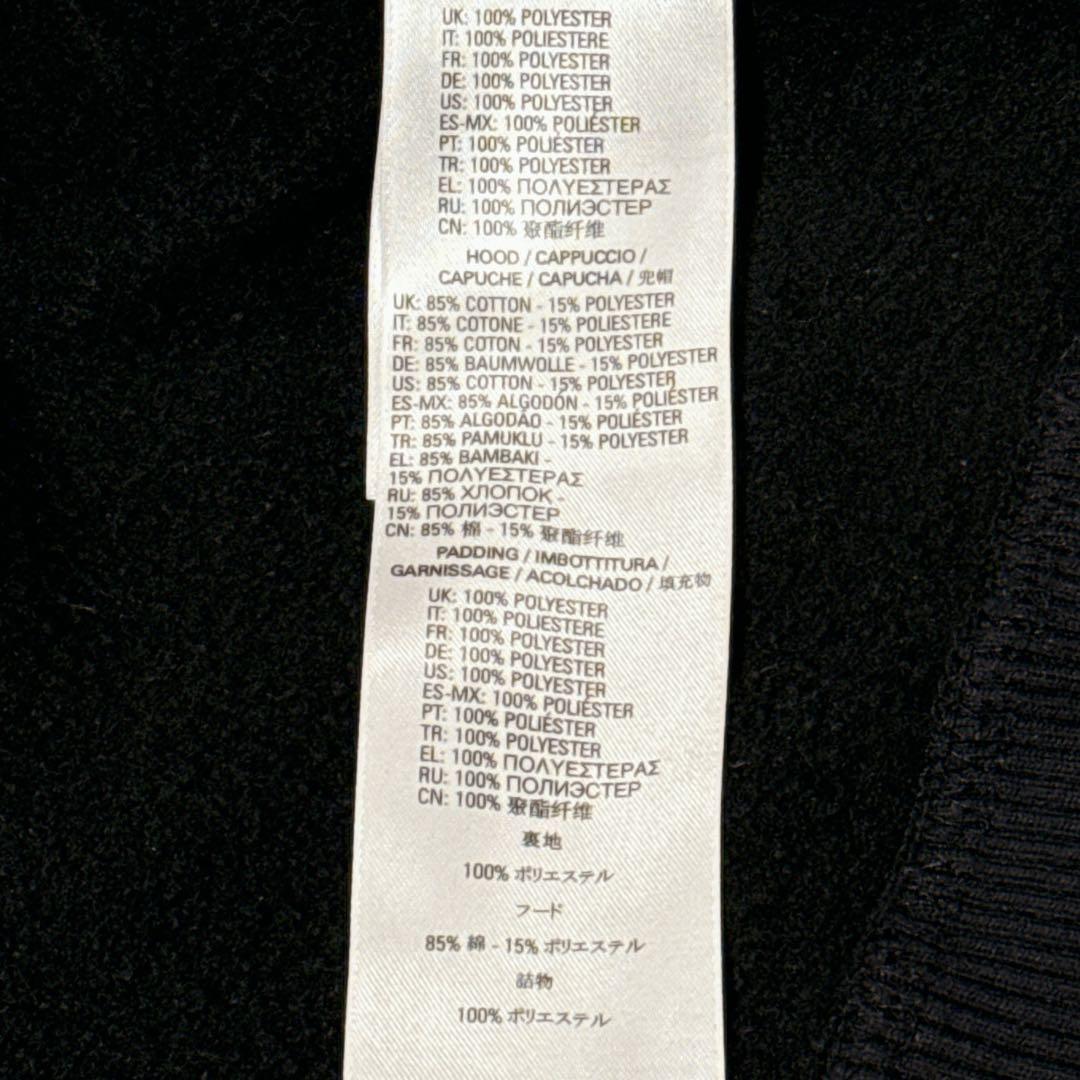 UK: 100% POLYESTER
IT: 100% POLIESTERE
FR: 100% POLYESTER
DE: 100% POLYESTER
US: 100% POLYESTER
ES-MX: 100% POLIÉSTER
PT: 100% POLIÉSTER
TR: 100% POLYESTER
EL: 100% ΠΟΛΥΕΣΤΕΡΑΣ
RU: 100% ПОЛИЭСТЕР
CN: 100% 聚酯纤维
HOOD / CAPPUCCIO /
CAPUCHE / CAPUCHA / 兜帽
UK: 85% COTTON - 15% POLYESTER
IT: 85% COTONE - 15% POLIESTERE
FR: 85% COTON - 15% POLYESTER
DE: 85% BAUMWOLLE - 15% POLYESTER
US: 85% COTTON - 15% POLYESTER
ES-MX: 85% ALGODÓN - 15% POLIÉSTER
PT: 85% ALGODÃO - 15% POLIÉSTER
TR: 85% PAMUKLU - 15% POLYESTER
EL: 85% BAMBAKI -
15% ΠΟΛΥΕΣΤΕΡΑΣ
RU: 85% ХЛОПОК -
15% ПОЛИЭСТЕР
CN: 85% 棉 - 15% 聚酯纤维
PADDING / IMBOTTITURA /
GARNISSAGE / ACOLCHADO / 填充物
UK: 100% POLYESTER
IT: 100% POLIESTERE
FR: 100% POLYESTER
DE: 100% POLYESTER
US: 100% POLYESTER
ES-MX: 100% POLIÉSTER
PT: 100% POLIÉSTER
TR: 100% POLYESTER
EL: 100% ΠΟΛΥΕΣΤΕΡΑΣ
RU: 100% ПОЛИЭСТЕР
CN: 100% 聚酯纤维
裏地
100% ポリエステル
フード
85% 綿 - 15% ポリエステル
詰物
100% ポリエステル